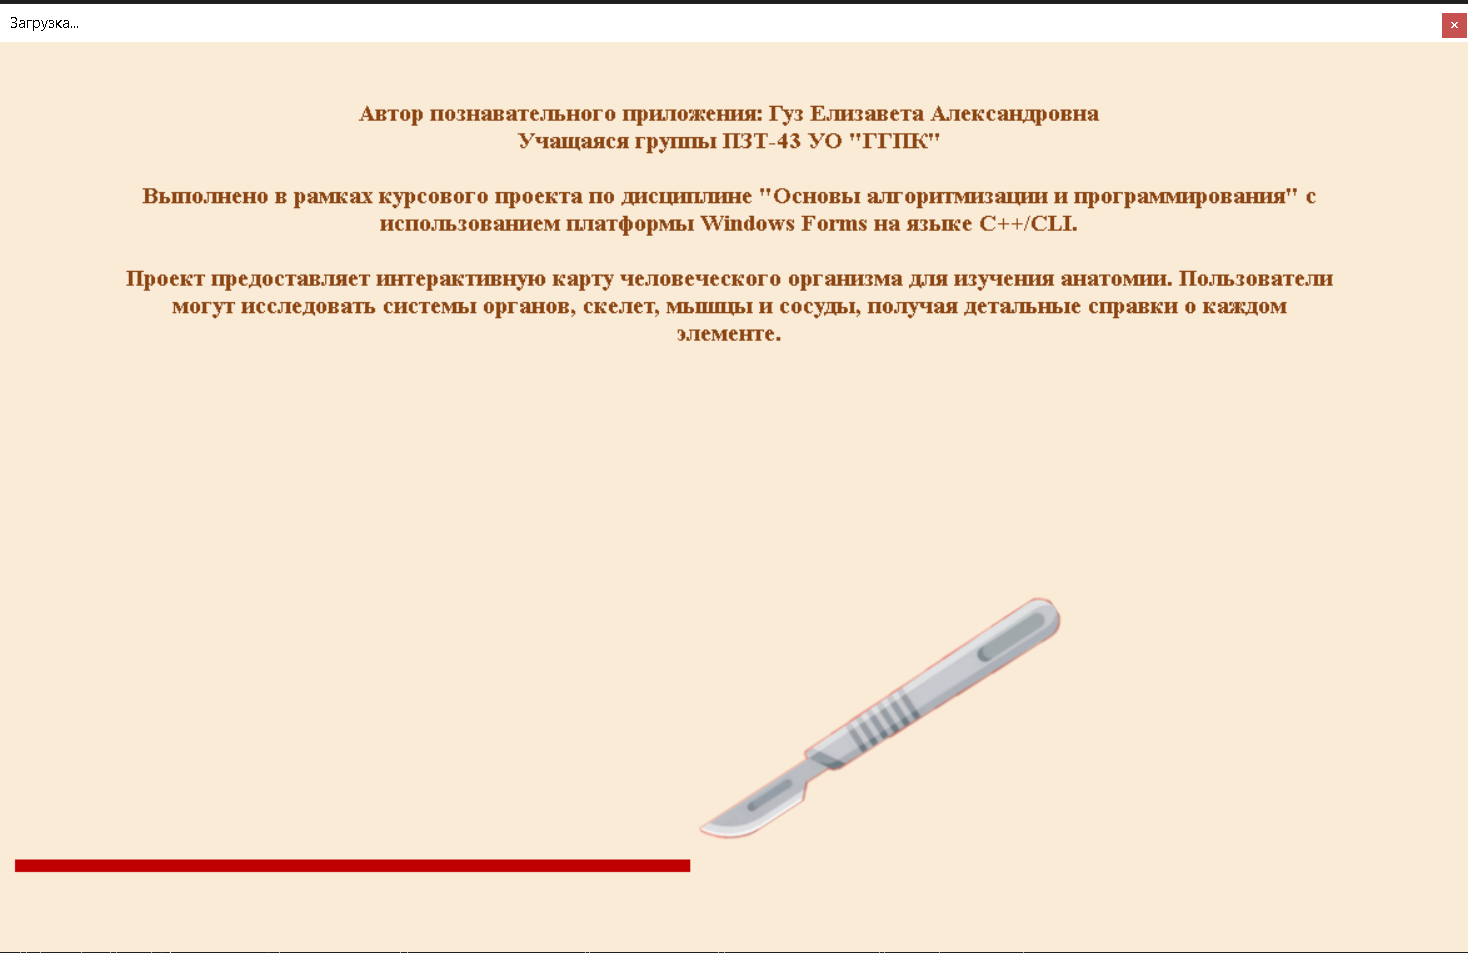 Загрузка...
Автор познавательного приложения: Гуз Елизавета Александровна
Учащаяся группы ПЗТ-43 УО "ГГПК"
Выполнено в рамках курсового проекта по дисциплине "Основы алгоритмизации и программирования" с
использованием платформы Windows Forms на языке C++/CLI.
Проект предоставляет интерактивную карту человеческого организма для изучения анатомии. Пользователи
могут исследовать системы органов, скелет, мышцы и сосуды, получая детальные справки о каждом
элементе.